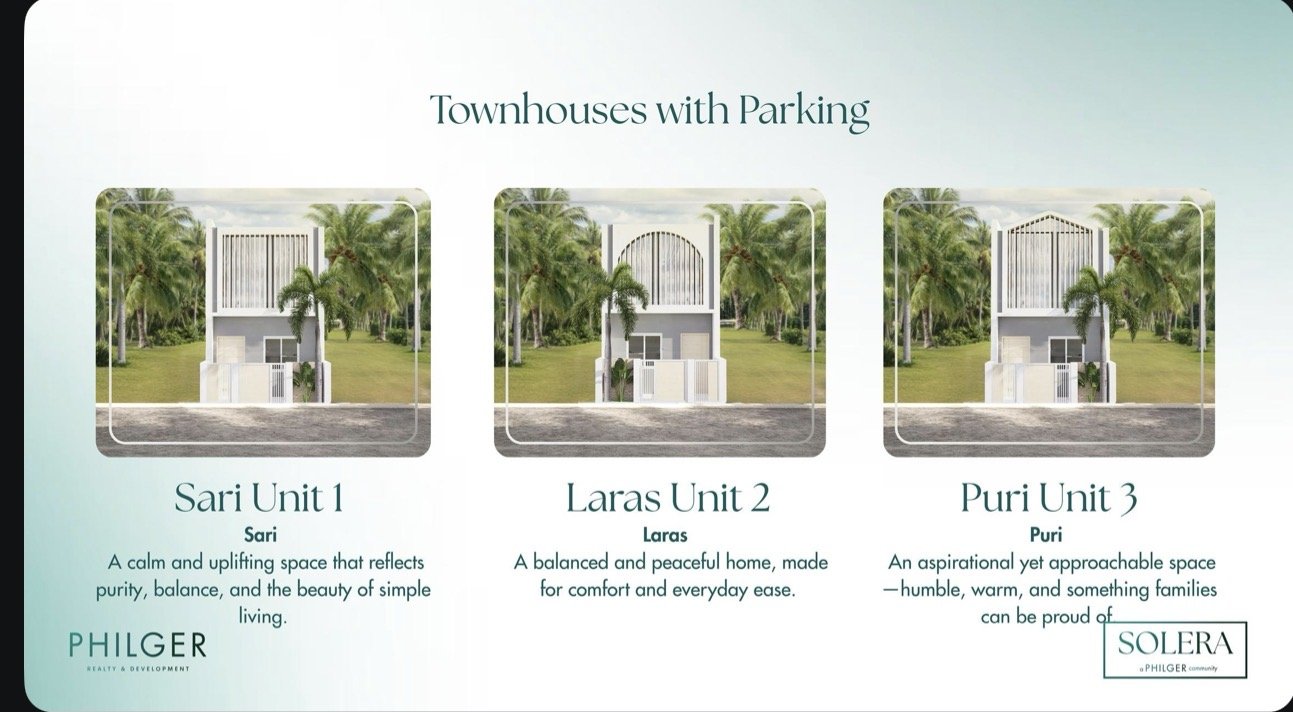 Townhouses with Parking
Sari Unit 1
Sari
A calm and uplifting space that reflects
purity, balance, and the beauty of simple
living.
Laras Unit 2
Laras
A balanced and peaceful home, made
for comfort and everyday ease.
Puri Unit 3
Puri
An aspirational yet approachable space
—humble, warm, and something families
can be proud of
PHILGER
REALTY & DEVELOPMENT
SOLERA
a PHILGER community